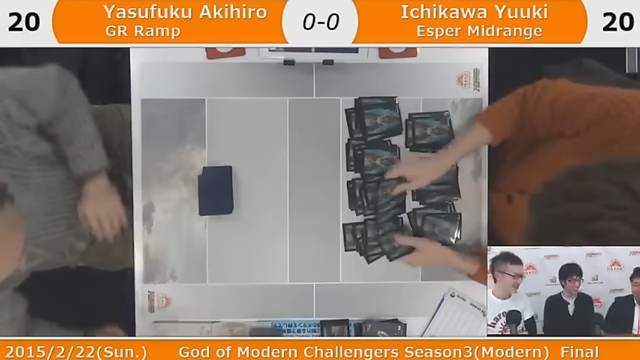 20
Yasufuku Akihiro
GR Ramp
0-0
Ichikawa Yuuki
Esper Midrange
20
2015/2/22(Sun.) God of Modern Challengers Season3(Modern) Final